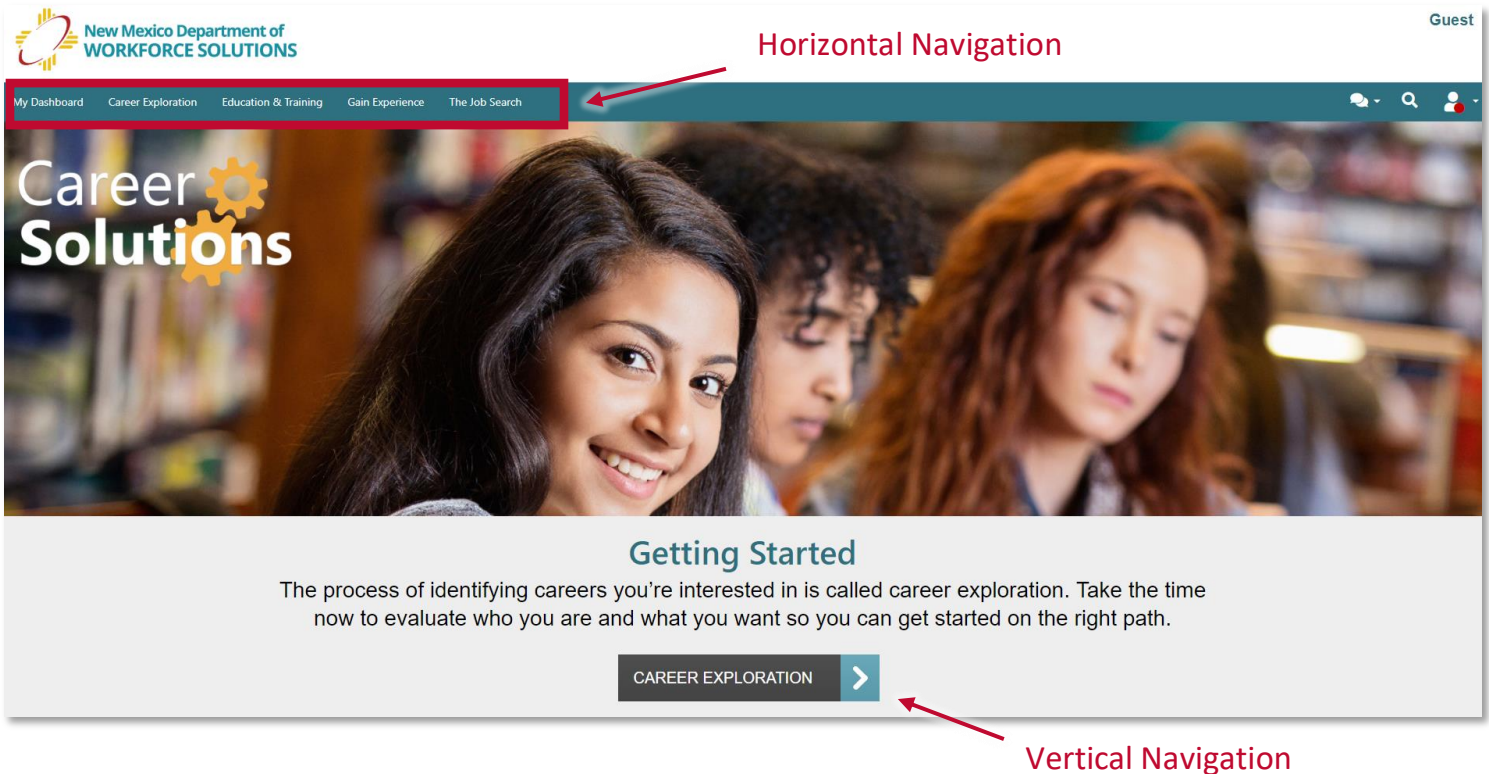 New Mexico Department of
WORKFORCE SOLUTIONS
Guest
Horizontal Navigation
My Dashboard Career Exploration Education & Training Gain Experience The Job Search
Career
Solutions
Getting Started
The process of identifying careers you’re interested in is called career exploration. Take the time
now to evaluate who you are and what you want so you can get started on the right path.
CAREER EXPLORATION
Vertical Navigation